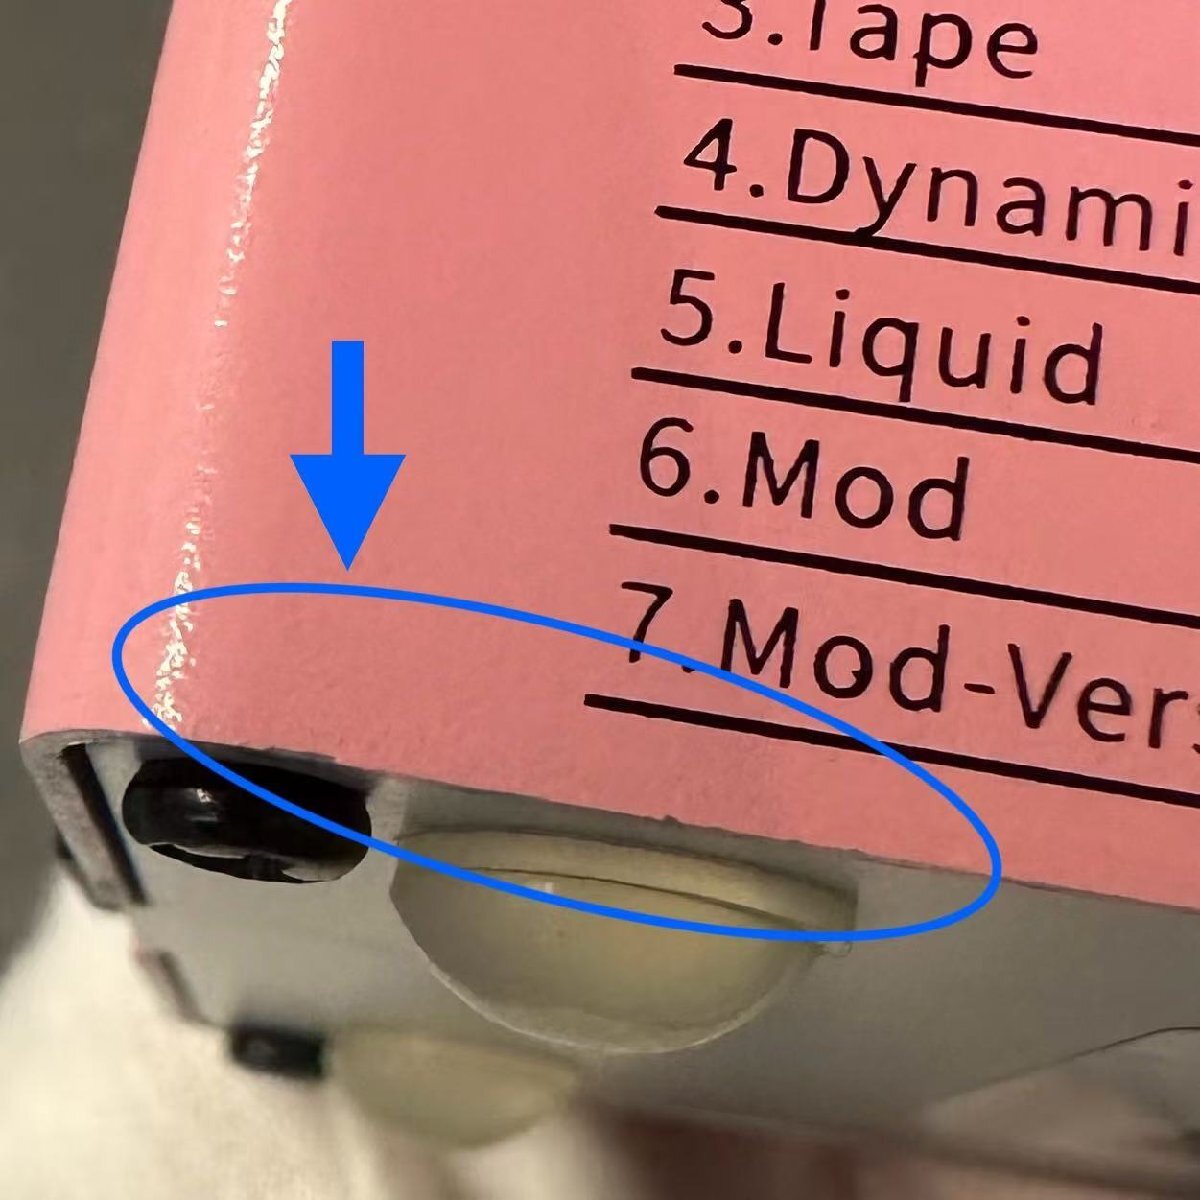 3.Tape
4.Dynami
5.Liquid
6.Mod
7.Mod-Vers